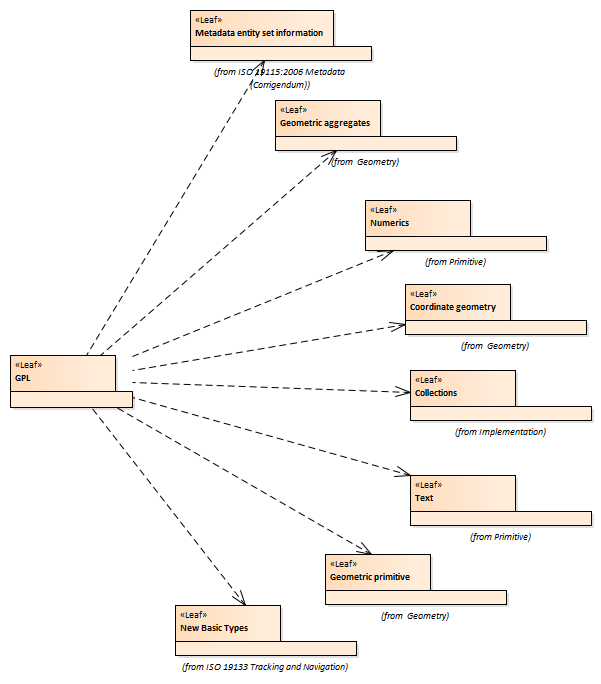 «Leaf»
Metadata entity set information
(from ISO 19115:2006 Metadata
(Corrigendum))
«Leaf»
Geometric aggregates
(from Geometry)
«Leaf»
Numerics
(from Primitive)
«Leaf»
Coordinate geometry
(from Geometry)
«Leaf»
GPL
«Leaf»
Collections
(from Implementation)
«Leaf»
Text
(from Primitive)
«Leaf»
Geometric primitive
(from Geometry)
«Leaf»
New Basic Types
(from ISO 19133 Tracking and Navigation)